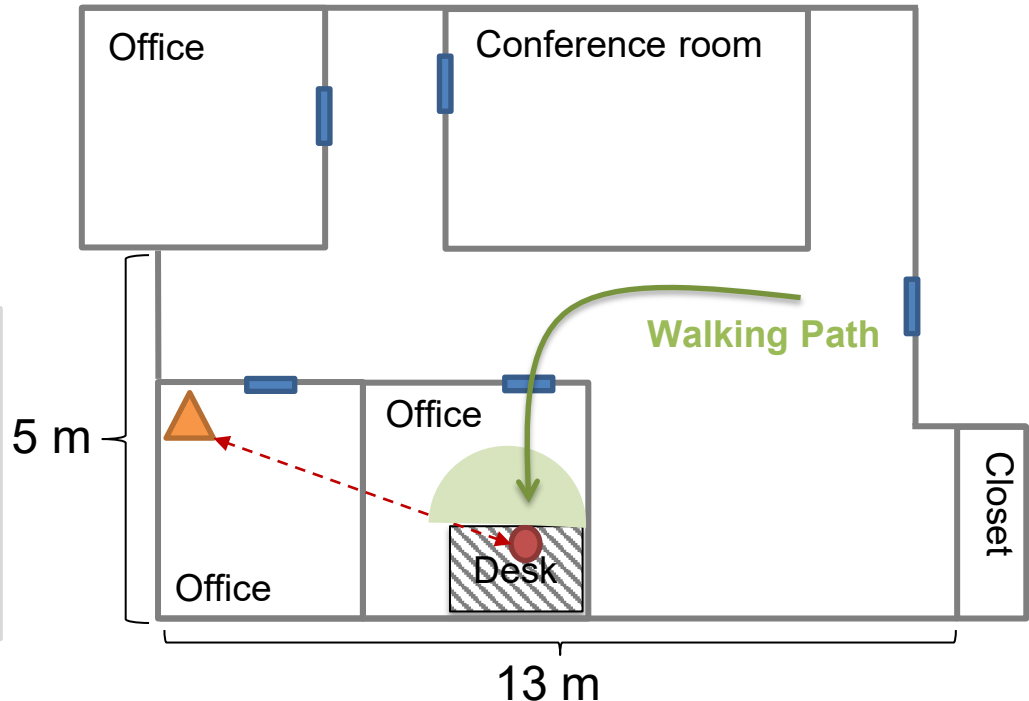 Office
Conference room
Walking Path
Office
5 m
Closet
Desk
Office
13 m